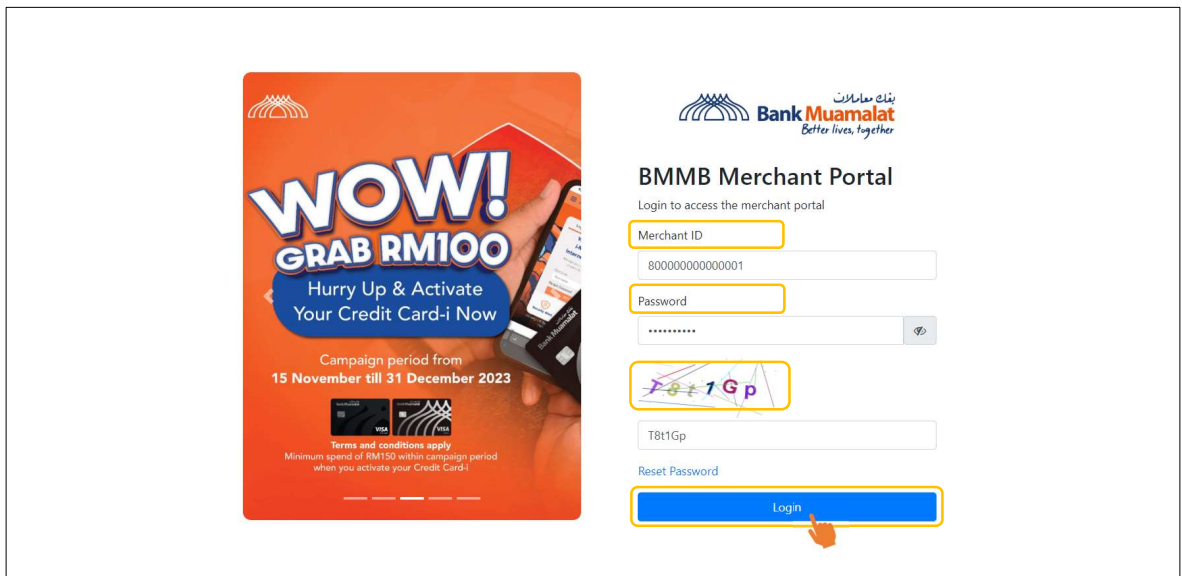 WOW!
GRAB RM100
Hurry Up & Activate
Your Credit Card-i Now
Campaign period from
15 November till 31 December 2023
VISA
VISA
Terms and conditions apply
Minimum spend of RM150 within campaign period
when you activate your Credit Card-i
بنك معاملات
Bank Muamalat
Better lives, together
BMMB Merchant Portal
Login to access the merchant portal
Merchant ID
800000000000001
Password
••••••••••
T8t1Gp
T8t1Gp
Reset Password
Login